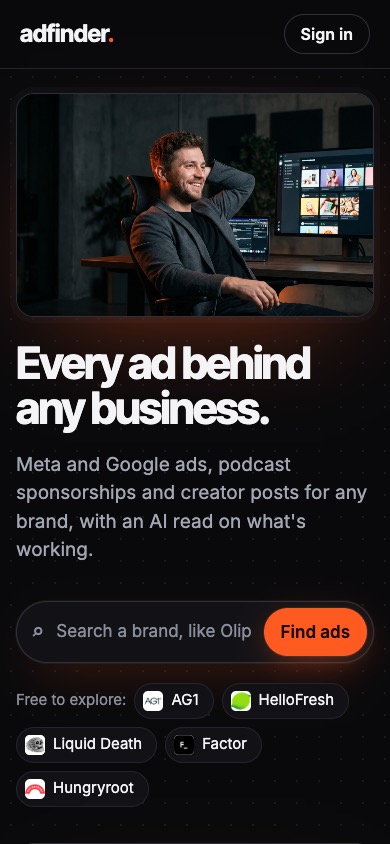 adfinder.
Sign in
Every ad behind
any business.
Meta and Google ads, podcast
sponsorships and creator posts for any
brand, with an AI read on what's
working.
Search a brand, like Olip
Find ads
Free to explore:
AG1
AG1
HelloFresh
Liquid Death
F_
Factor
Hungryroot